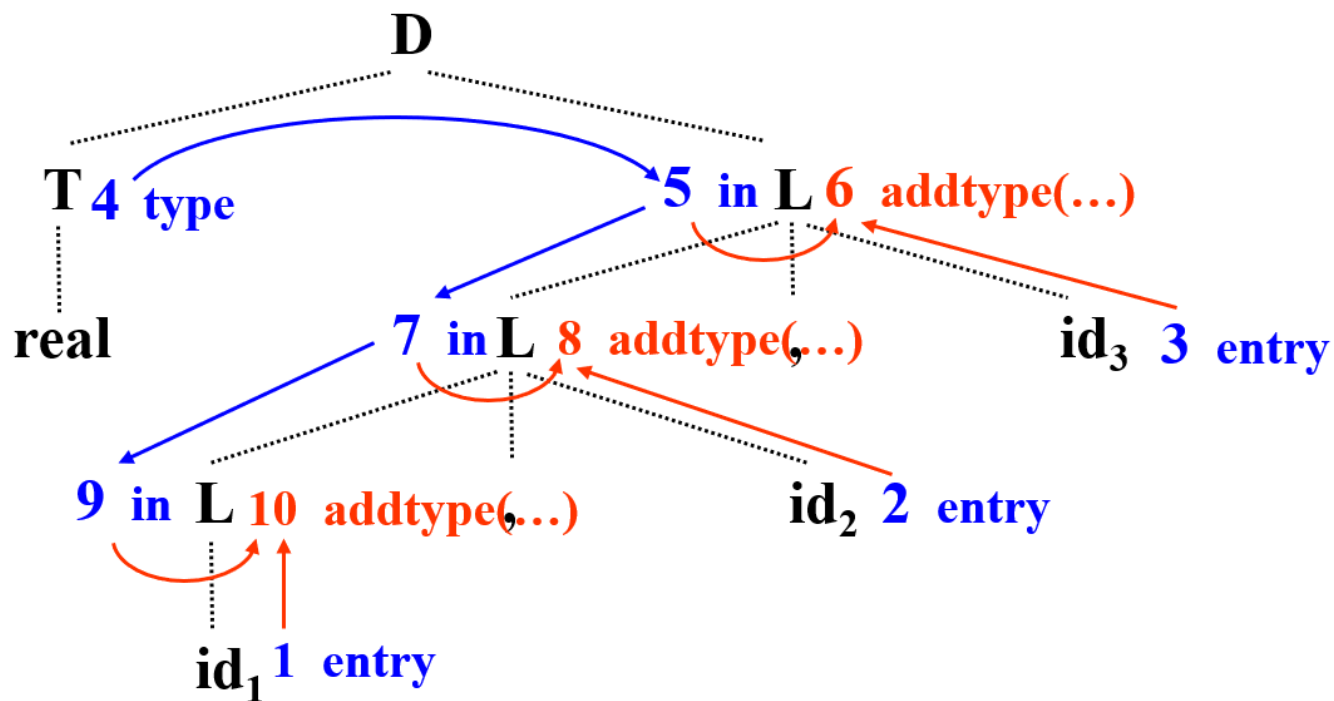 D
T 4 type 5 in L 6 addtype(…)
real 7 in L 8 addtype(…) , id₃ 3 entry
9 in L 10 addtype(…) , id₂ 2 entry
id₁ 1 entry